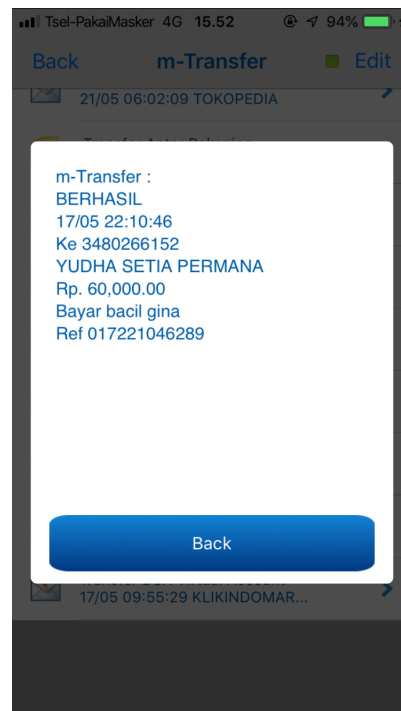 Tsel-PakaiMasker 4G 15.52 94%
Back m-Transfer Edit
21/05 06:02:09 TOKOPEDIA
m-Transfer :
BERHASIL
17/05 22:10:46
Ke 3480266152
YUDHA SETIA PERMANA
Rp. 60,000.00
Bayar bacil gina
Ref 017221046289
Back
17/05 09:55:29 KLIKINDOMAR...